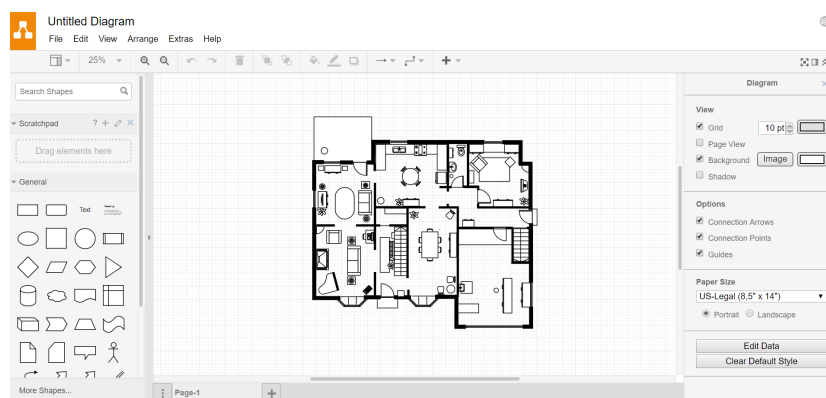 Untitled Diagram
File Edit View Arrange Extras Help
25%
Search Shapes
Scratchpad ?
Drag elements here
General
Text
More Shapes...
Page-1
Diagram
View
Grid 10 pt
Page View
Background Image
Shadow
Options
Connection Arrows
Connection Points
Guides
Paper Size
US-Legal (8,5" x 14")
Portrait Landscape
Edit Data
Clear Default Style